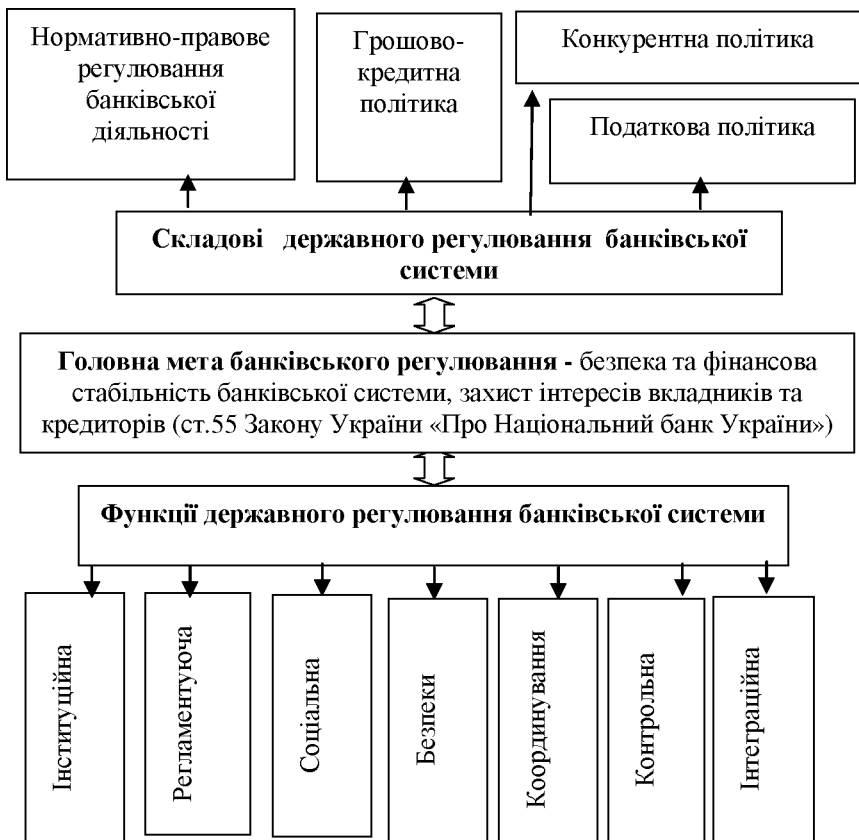 Нормативно-правове
регулювання
банківської
діяльності
Грошово-
кредитна
політика
Конкурентна політика
Податкова політика
Складові державного регулювання банківської
системи
Головна мета банківського регулювання - безпека та фінансова
стабільність банківської системи, захист інтересів вкладників та
кредиторів (ст.55 Закону України «Про Національний банк України»)
Функції державного регулювання банківської системи
Інституційна
Регламентуюча
Соціальна
Безпеки
Координування
Контрольна
Інтеграційна